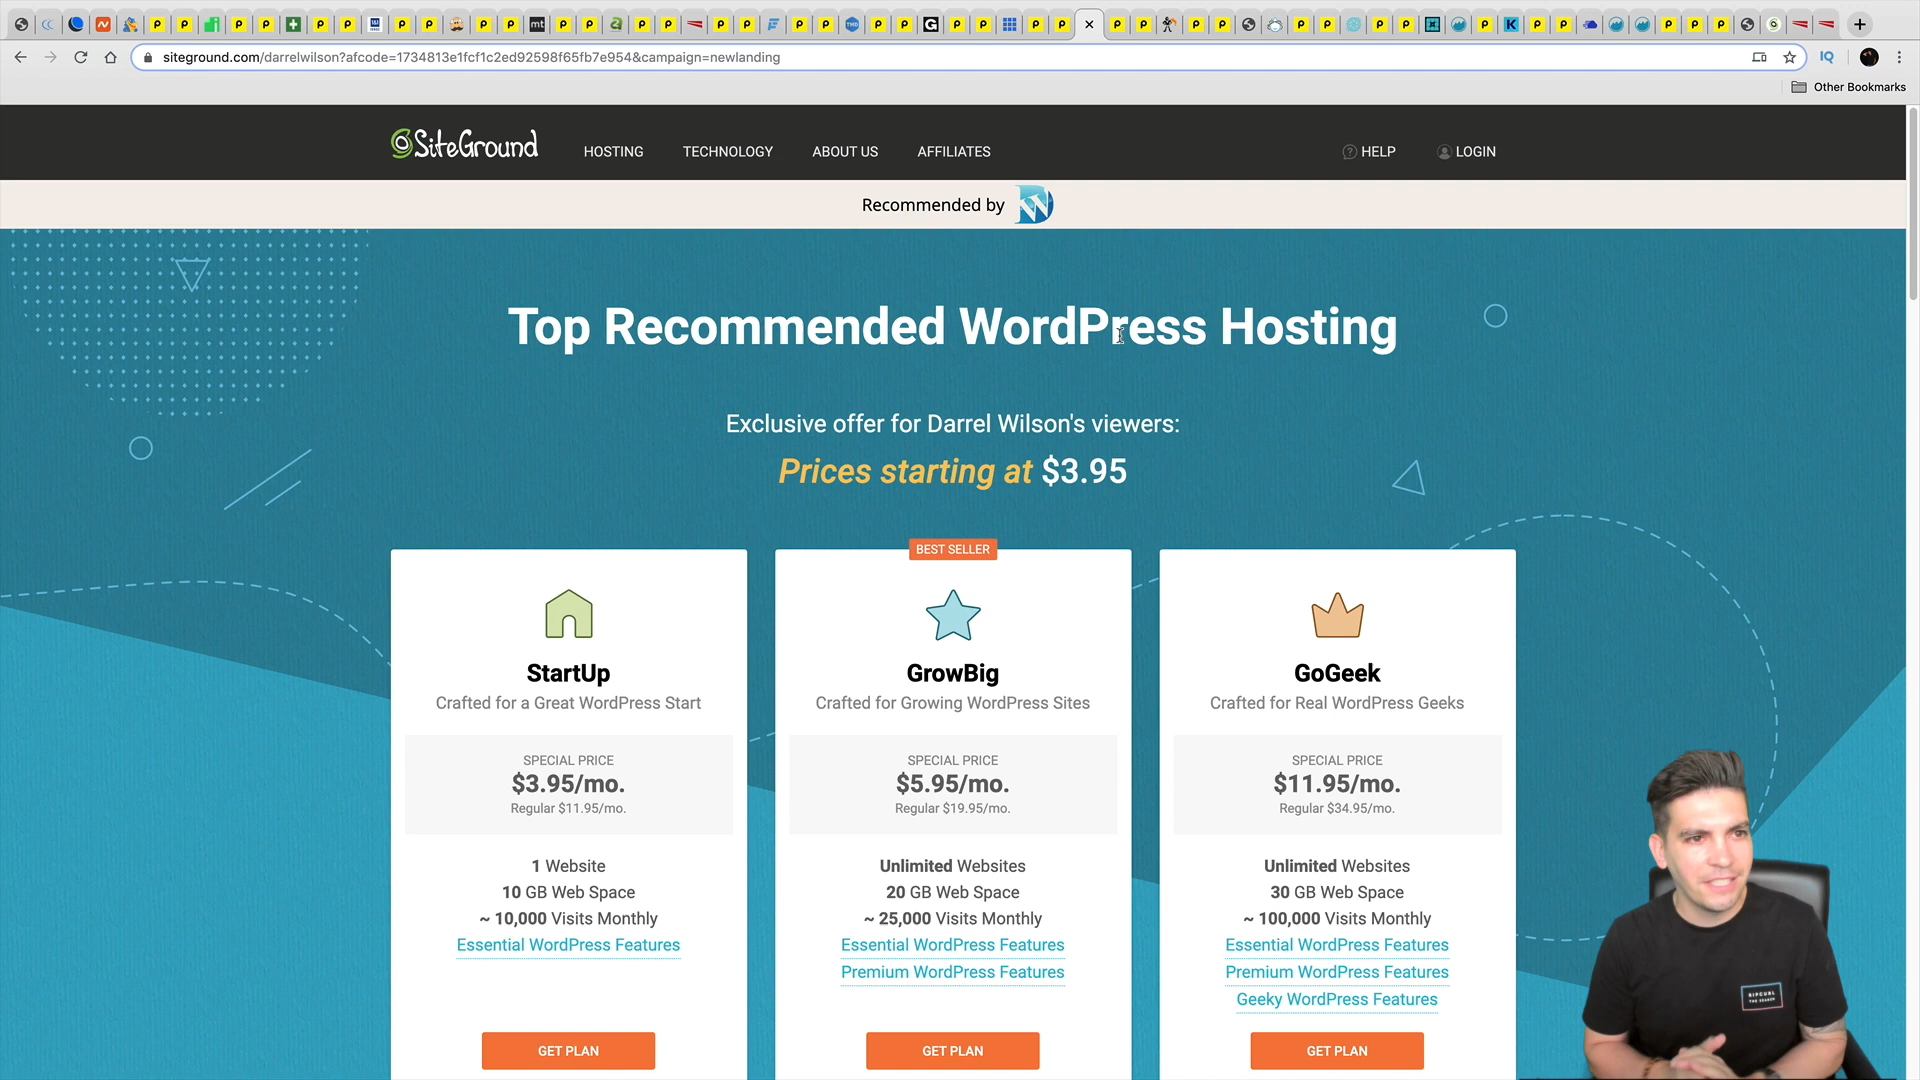 siteground.com/darrelwilson?afcode=1734813e1fcf1c2ed92598f65fb7e954&campaign=newlanding
IQ
Other Bookmarks
SiteGround
HOSTING
TECHNOLOGY
ABOUT US
AFFILIATES
HELP
LOGIN
Recommended by
Top Recommended WordPress Hosting
Exclusive offer for Darrel Wilson's viewers:
Prices starting at $3.95
BEST SELLER
StartUp
Crafted for a Great WordPress Start
SPECIAL PRICE
$3.95/mo.
Regular $11.95/mo.
1 Website
10 GB Web Space
~ 10,000 Visits Monthly
Essential WordPress Features
GET PLAN
GrowBig
Crafted for Growing WordPress Sites
SPECIAL PRICE
$5.95/mo.
Regular $19.95/mo.
Unlimited Websites
20 GB Web Space
~ 25,000 Visits Monthly
Essential WordPress Features
Premium WordPress Features
GET PLAN
GoGeek
Crafted for Real WordPress Geeks
SPECIAL PRICE
$11.95/mo.
Regular $34.95/mo.
Unlimited Websites
30 GB Web Space
~ 100,000 Visits Monthly
Essential WordPress Features
Premium WordPress Features
Geeky WordPress Features
GET PLAN
RIPCURL
THE SEARCH